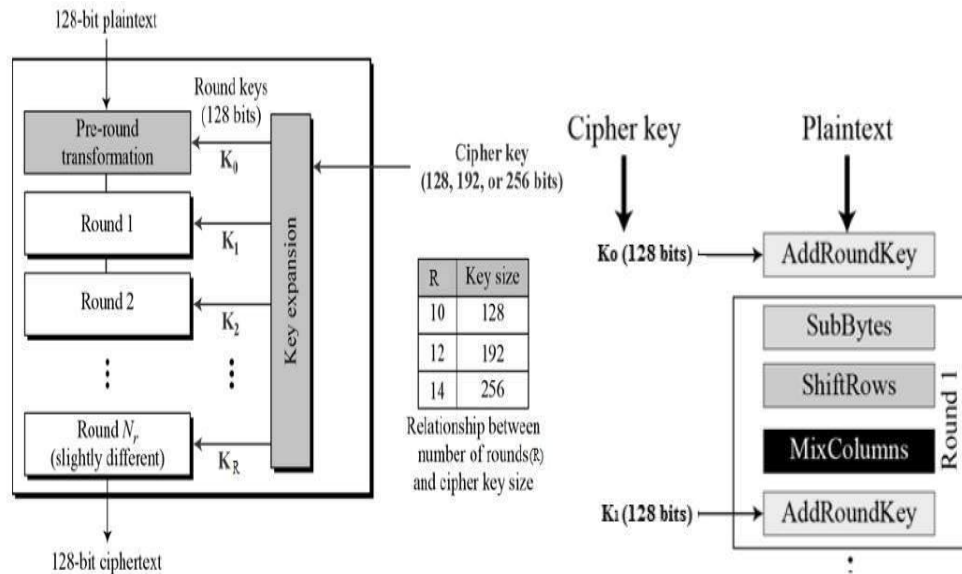 128-bit plaintext
Round keys
(128 bits)
Pre-round
transformation
K₀
Cipher key
(128, 192, or 256 bits)
Round 1
K₁
Round 2
K₂
Key expansion
R Key size
10 128
12 192
14 256
Relationship between
number of rounds(R)
and cipher key size
Round Nᵣ
(slightly different)
K_R
128-bit ciphertext
Cipher key
Plaintext
K₀ (128 bits)
AddRoundKey
SubBytes
ShiftRows
MixColumns
Round 1
K₁ (128 bits)
AddRoundKey